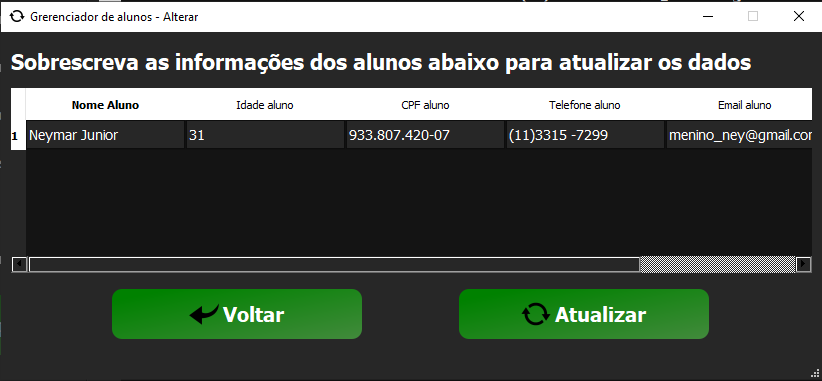 Grerenciador de alunos - Alterar
Sobrescreva as informações dos alunos abaixo para atualizar os dados
Nome Aluno Idade aluno CPF aluno Telefone aluno Email aluno
1 Neymar Junior 31 933.807.420-07 (11)3315 -7299 menino_ney@gmail.com
Voltar Atualizar